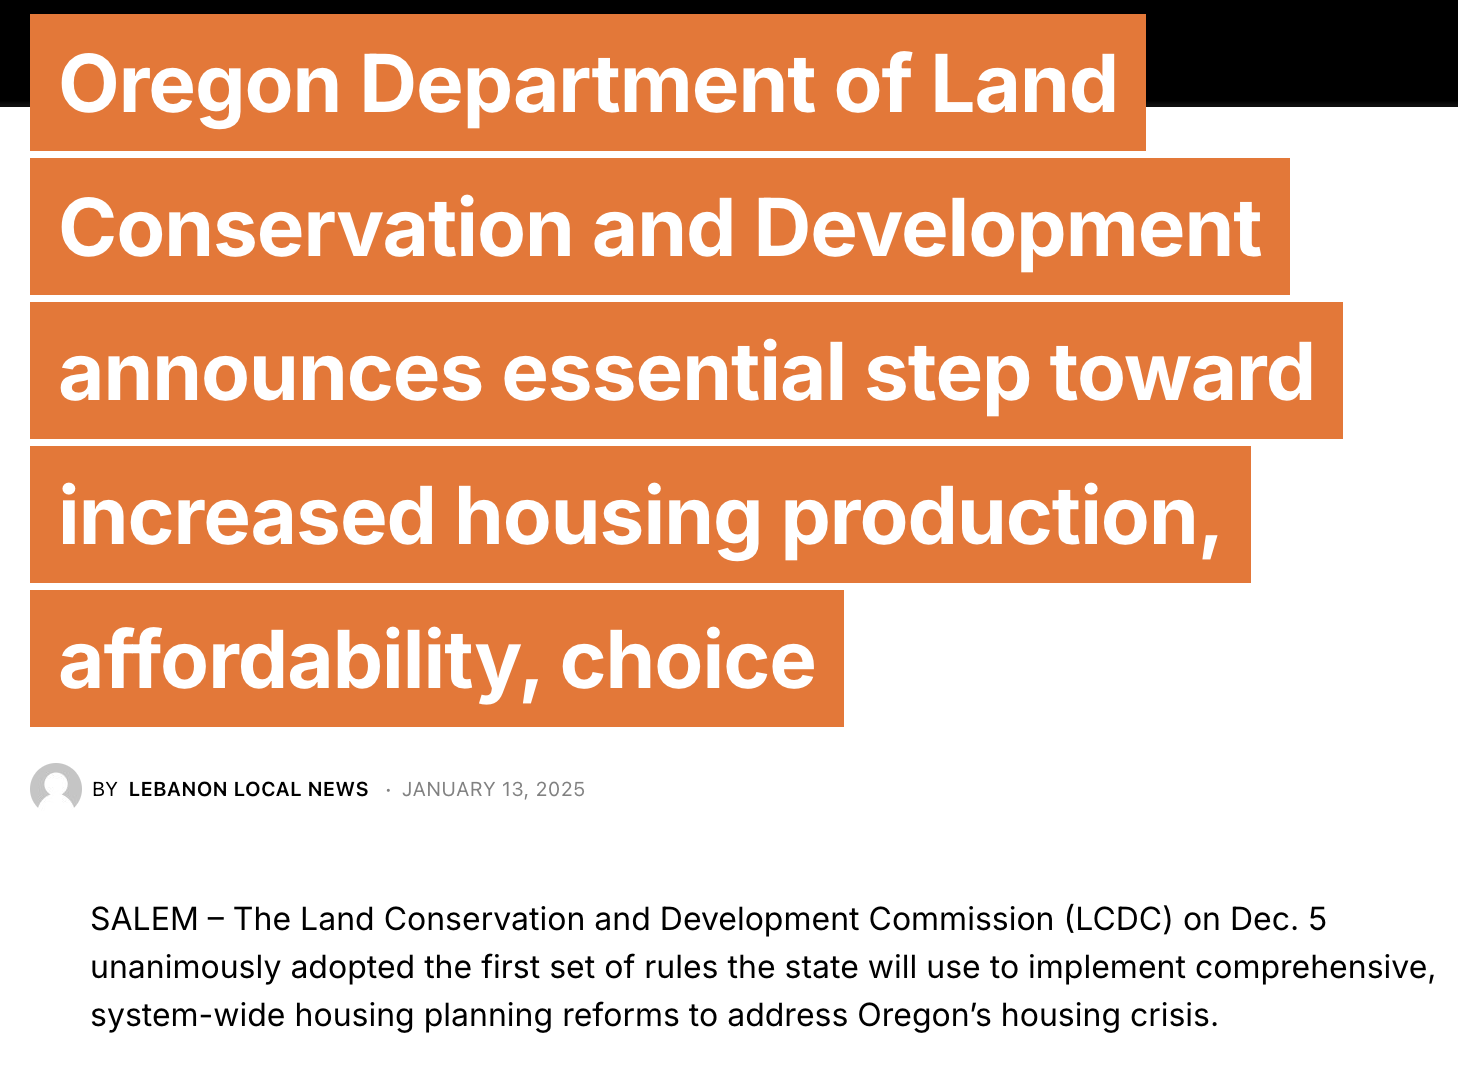 Oregon Department of Land
Conservation and Development
announces essential step toward
increased housing production,
affordability, choice
BY LEBANON LOCAL NEWS · JANUARY 13, 2025
SALEM – The Land Conservation and Development Commission (LCDC) on Dec. 5
unanimously adopted the first set of rules the state will use to implement comprehensive,
system-wide housing planning reforms to address Oregon’s housing crisis.